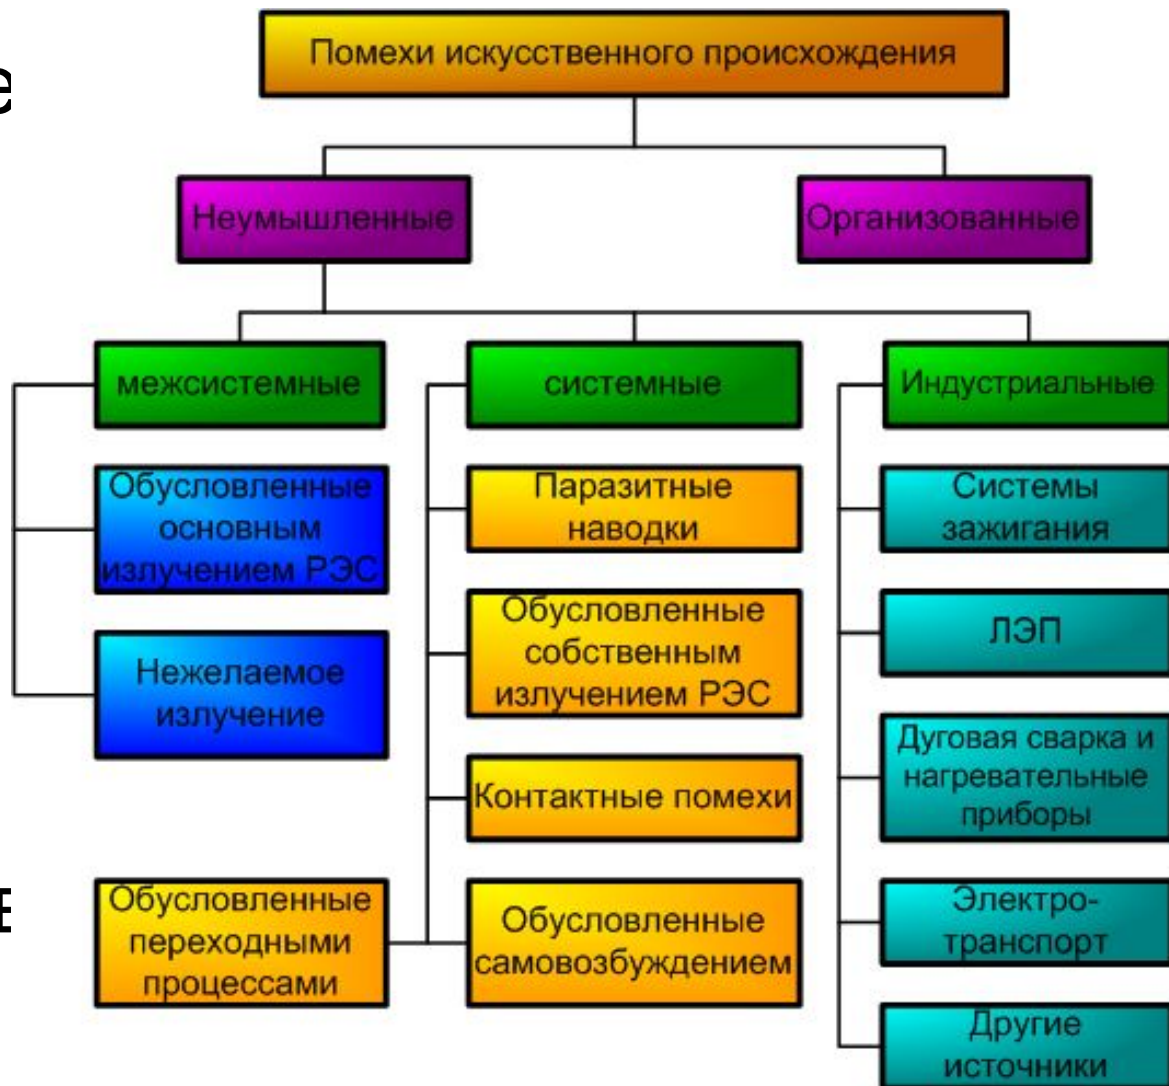 Помехи искусственного происхождения
Неумышленные
Организованные
межсистемные
системные
Индустриальные
Обусловленные
основным
излучением РЭС
Нежелаемое
излучение
Паразитные
наводки
Обусловленные
собственным
излучением РЭС
Контактные помехи
Обусловленные
переходными
процессами
Обусловленные
самовозбуждением
Системы
зажигания
ЛЭП
Дуговая сварка и
нагревательные
приборы
Электро-
транспорт
Другие
источники